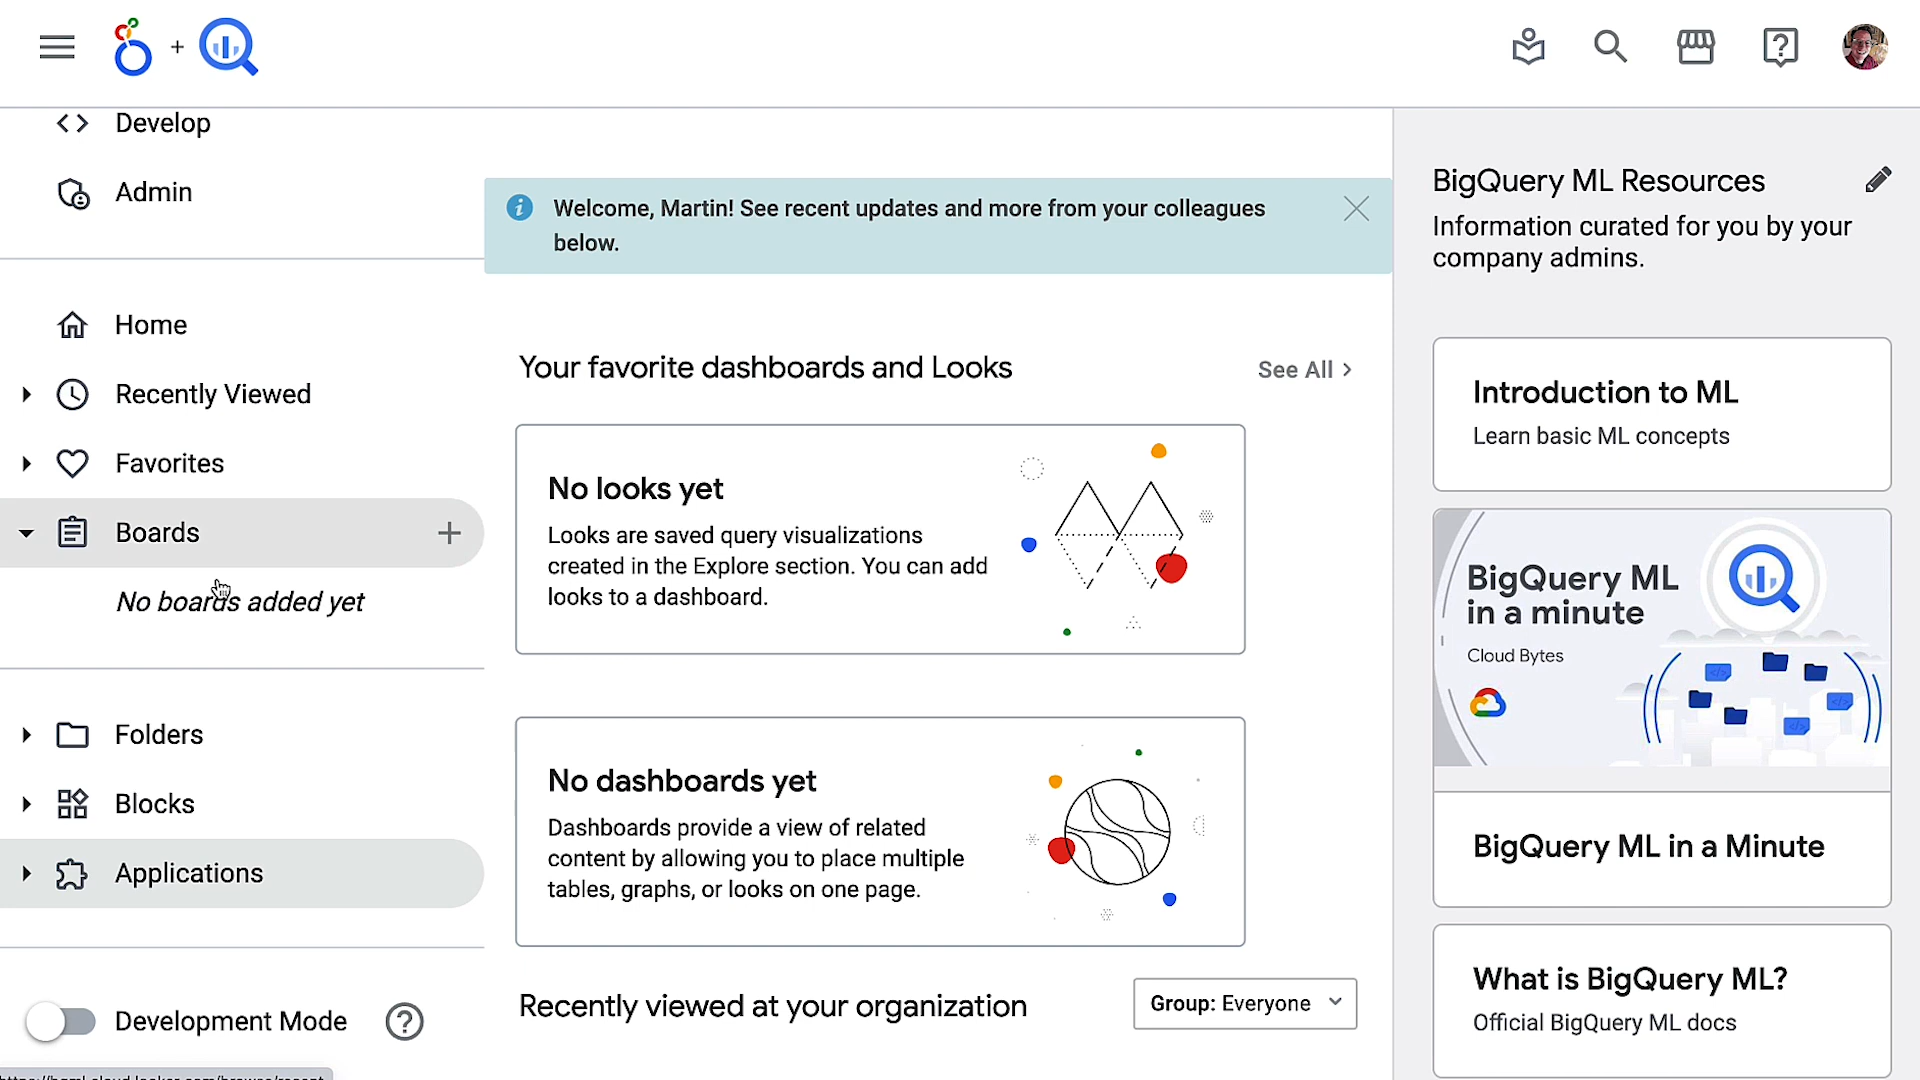 +
Develop
Admin
Home
Recently Viewed
Favorites
Boards
No boards added yet
Folders
Blocks
Applications
Development Mode
Welcome, Martin! See recent updates and more from your colleagues
below.
Your favorite dashboards and Looks
See All
No looks yet
Looks are saved query visualizations
created in the Explore section. You can add
looks to a dashboard.
No dashboards yet
Dashboards provide a view of related
content by allowing you to place multiple
tables, graphs, or looks on one page.
Recently viewed at your organization
Group: Everyone
BigQuery ML Resources
Information curated for you by your
company admins.
Introduction to ML
Learn basic ML concepts
BigQuery ML
in a minute
Cloud Bytes
BigQuery ML in a Minute
What is BigQuery ML?
Official BigQuery ML docs